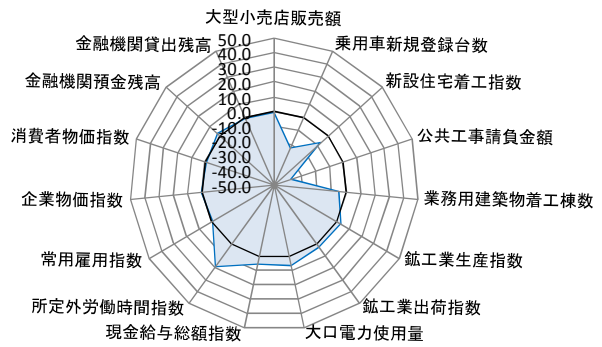 大型小売店販売額
乗用車新規登録台数
新設住宅着工指数
公共工事請負金額
業務用建築物着工棟数
鉱工業生産指数
鉱工業出荷指数
大口電力使用量
現金給与総額指数
所定外労働時間指数
常用雇用指数
企業物価指数
消費者物価指数
金融機関預金残高
金融機関貸出残高
50.0
40.0
30.0
20.0
10.0
0.0
-10.0
-20.0
-30.0
-40.0
-50.0